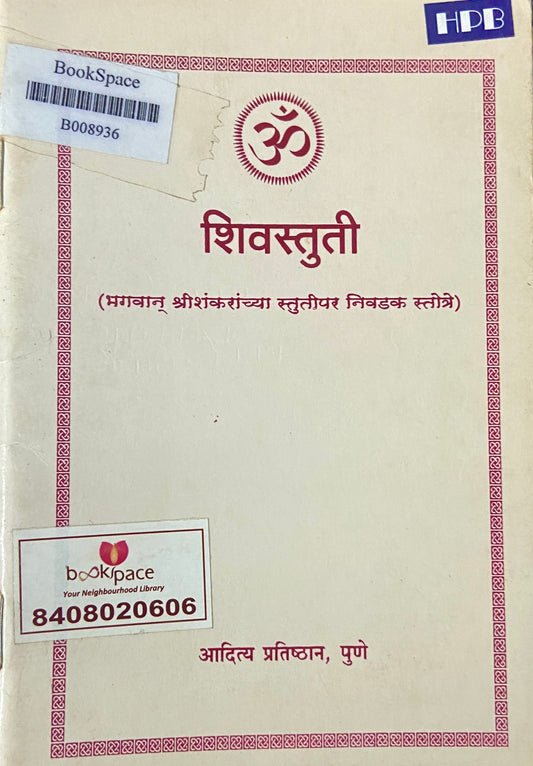 HPB
BookSpace
B008936
ॐ
शिवस्तुती
(भगवान् श्रीशंकरांच्या स्तुतीपर निवडक स्तोत्रे)
bookspace
Your Neighbourhood Library
8408020606
आदित्य प्रतिष्ठान, पुणे